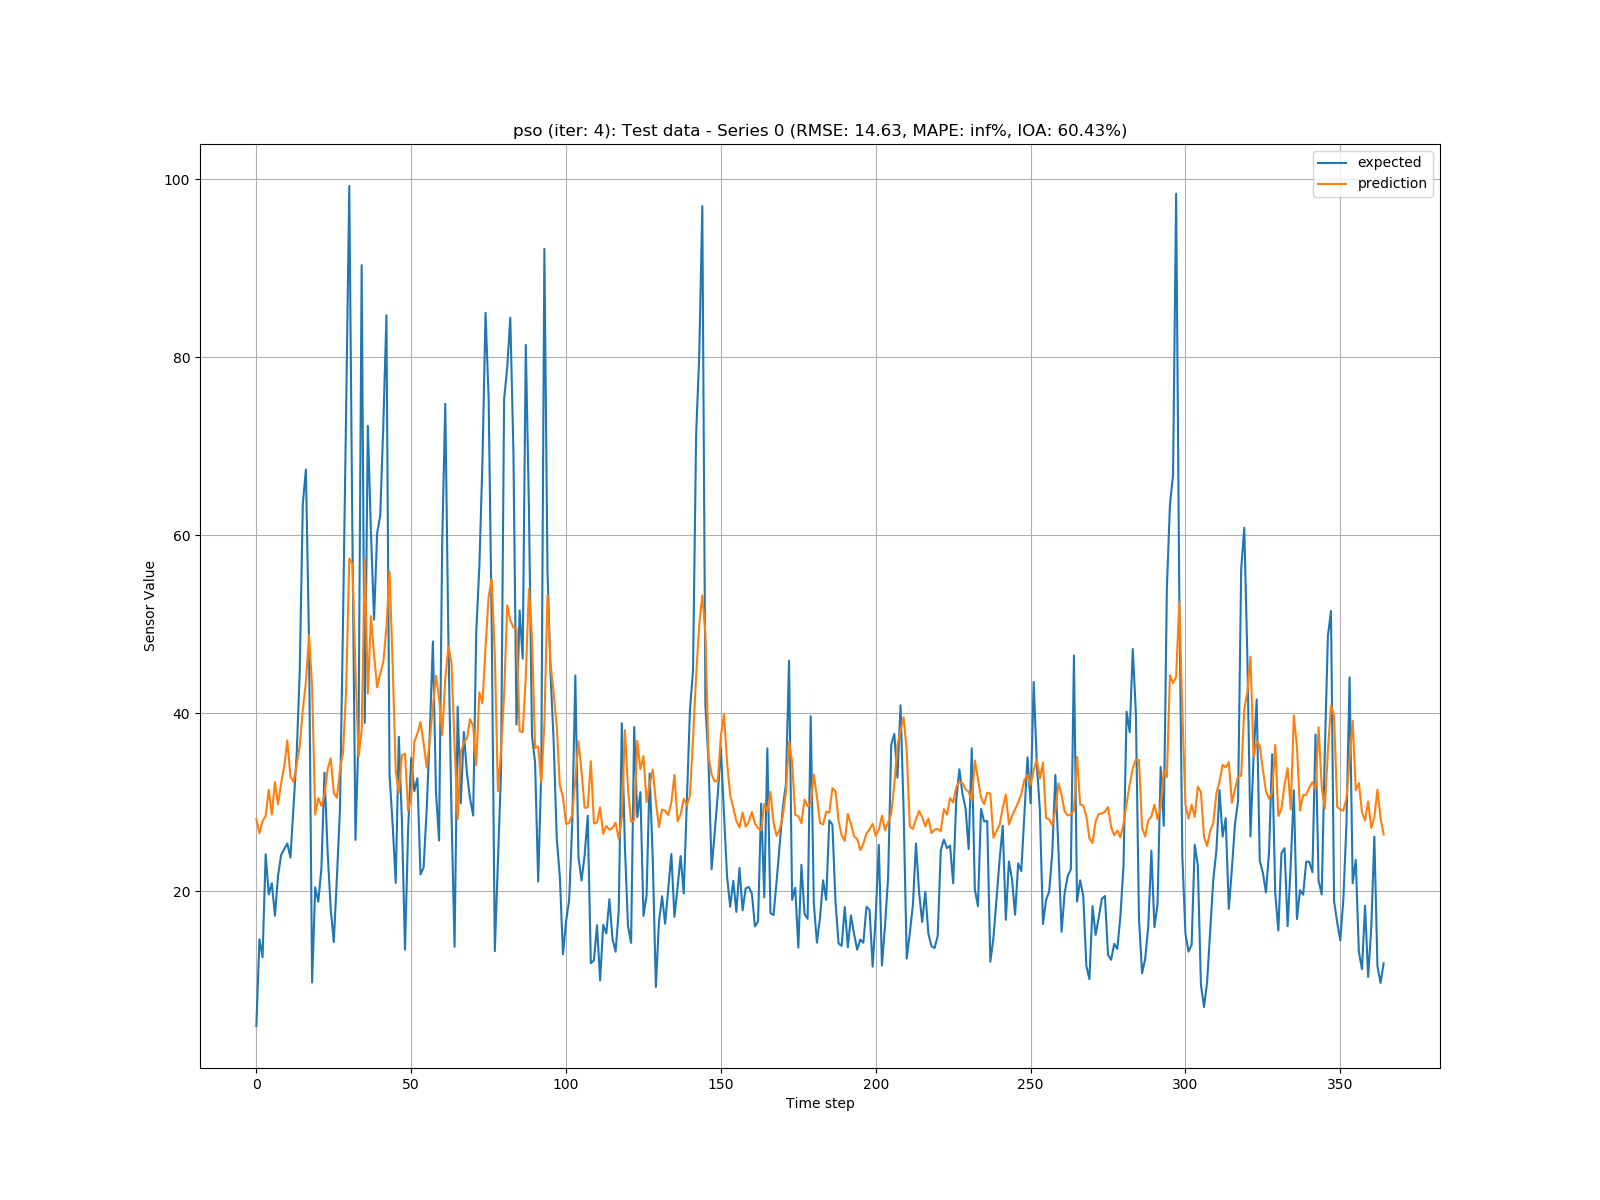 pso (iter: 4): Test data - Series 0 (RMSE: 14.63, MAPE: inf%, IOA: 60.43%)
expected
prediction
100
80
60
40
20
Sensor Value
0 50 100 150 200 250 300 350
Time step